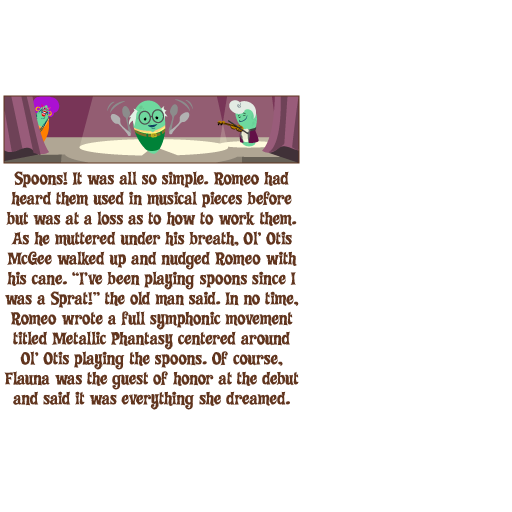 Spoons! It was all so simple. Romeo had
heard them used in musical pieces before
but was at a loss as to how to work them.
As he muttered under his breath, Ol' Otis
McGee walked up and nudged Romeo with
his cane. "I've been playing spoons since I
was a Sprat!" the old man said. In no time,
Romeo wrote a full symphonic movement
titled Metallic Phantasy centered around
Ol' Otis playing the spoons. Of course,
Flauna was the guest of honor at the debut
and said it was everything she dreamed.